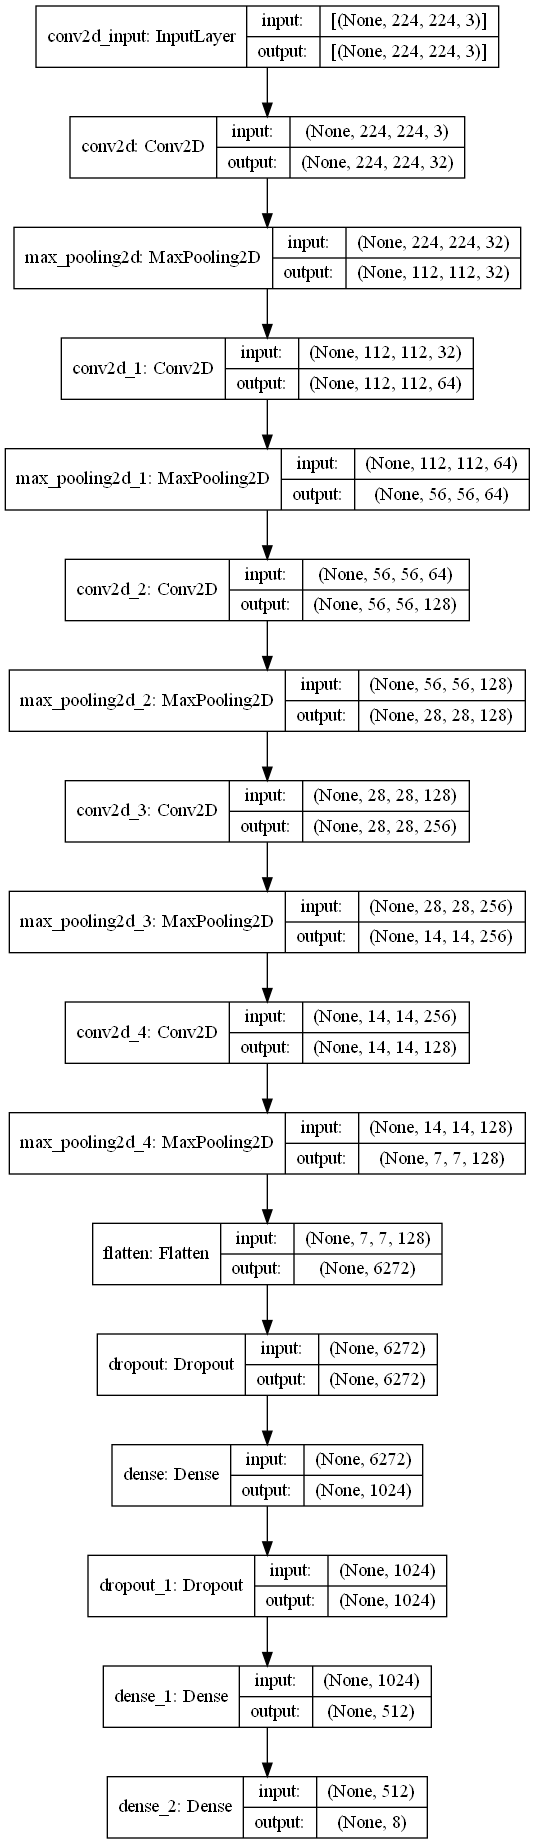 conv2d_input: InputLayer input: [(None, 224, 224, 3)]
output: [(None, 224, 224, 3)]
conv2d: Conv2D input: (None, 224, 224, 3)
output: (None, 224, 224, 32)
max_pooling2d: MaxPooling2D input: (None, 224, 224, 32)
output: (None, 112, 112, 32)
conv2d_1: Conv2D input: (None, 112, 112, 32)
output: (None, 112, 112, 64)
max_pooling2d_1: MaxPooling2D input: (None, 112, 112, 64)
output: (None, 56, 56, 64)
conv2d_2: Conv2D input: (None, 56, 56, 64)
output: (None, 56, 56, 128)
max_pooling2d_2: MaxPooling2D input: (None, 56, 56, 128)
output: (None, 28, 28, 128)
conv2d_3: Conv2D input: (None, 28, 28, 128)
output: (None, 28, 28, 256)
max_pooling2d_3: MaxPooling2D input: (None, 28, 28, 256)
output: (None, 14, 14, 256)
conv2d_4: Conv2D input: (None, 14, 14, 256)
output: (None, 14, 14, 128)
max_pooling2d_4: MaxPooling2D input: (None, 14, 14, 128)
output: (None, 7, 7, 128)
flatten: Flatten input: (None, 7, 7, 128)
output: (None, 6272)
dropout: Dropout input: (None, 6272)
output: (None, 6272)
dense: Dense input: (None, 6272)
output: (None, 1024)
dropout_1: Dropout input: (None, 1024)
output: (None, 1024)
dense_1: Dense input: (None, 1024)
output: (None, 512)
dense_2: Dense input: (None, 512)
output: (None, 8)